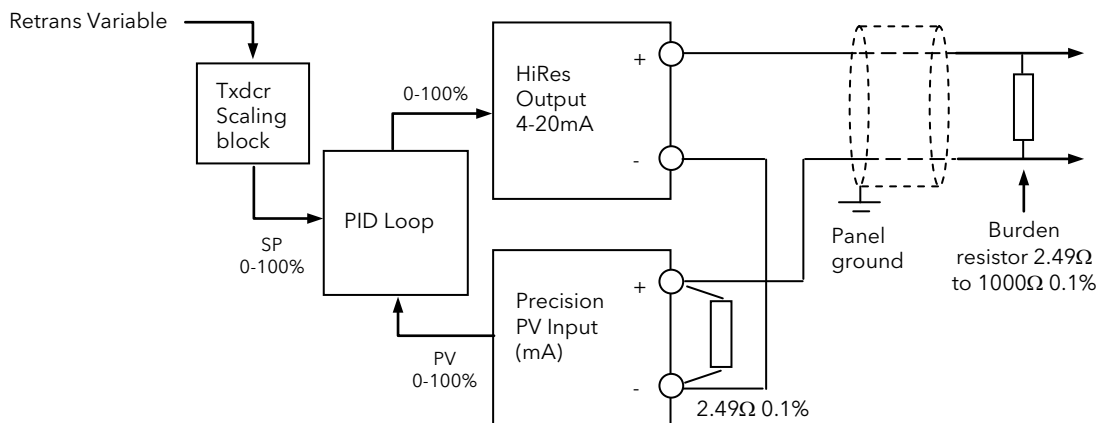 Retrans Variable
Txdcr
Scaling
block
0-100%
HiRes
Output
4-20mA
+
-
PID Loop
SP
0-100%
Precision
PV Input
(mA)
+
-
PV
0-100%
2.49Ω 0.1%
Panel
ground
Burden
resistor 2.49Ω
to 1000Ω 0.1%